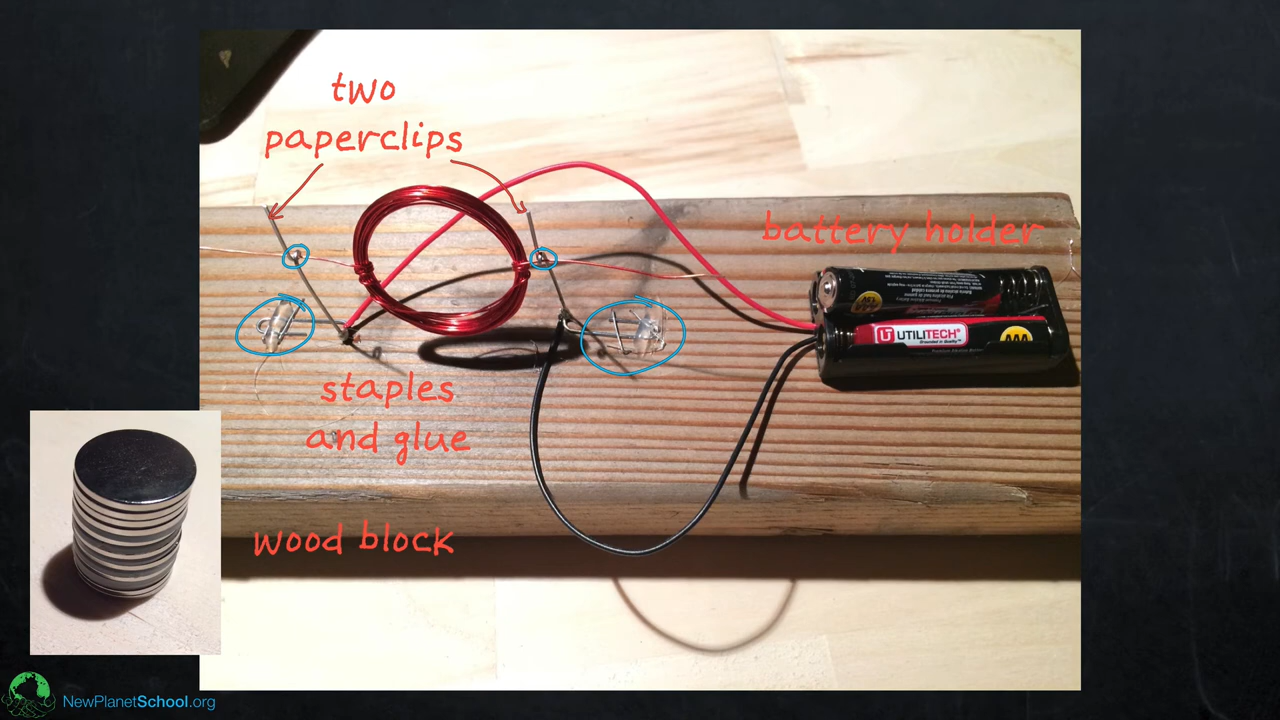 two
paperclips
battery holder
UTILITECH
AAA
staples
and glue
wood block
NewPlanetSchool.org